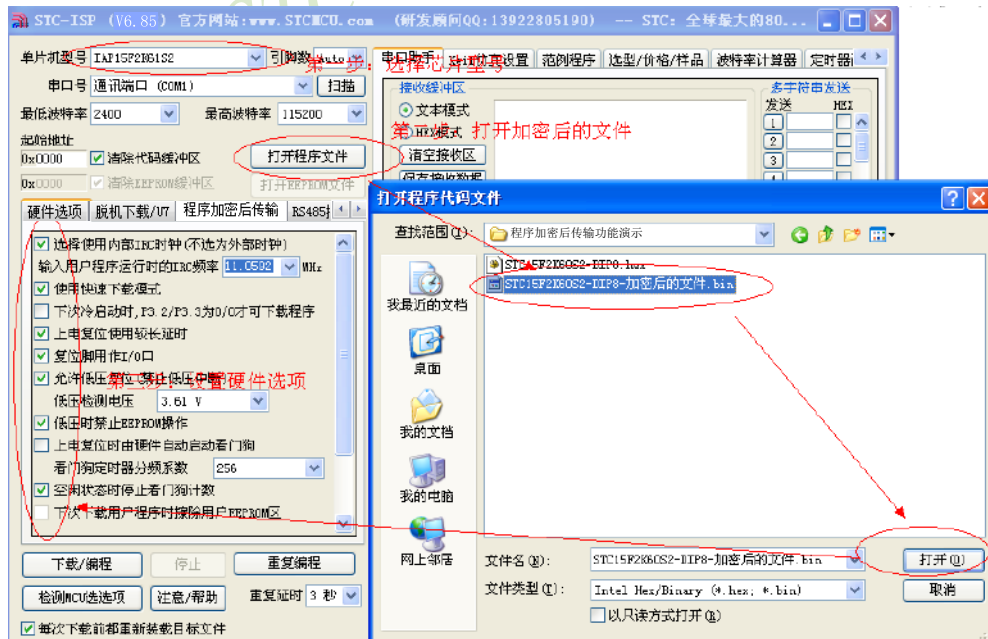 STC-ISP (V6.85) 官方网站:www.STCMCU.com (研发顾问QQ:13922805190) -- STC: 全球最大的80...
单片机型号 IAP15F2K61S2 引脚数 Auto
第一步：选择芯片型号
串口号 通讯端口 (COM1) 扫描
最低波特率 2400 最高波特率 115200
起始地址
0x0000 清除代码缓冲区 打开程序文件
0x0000 清除EEPROM缓冲区 打开EEPROM文件
硬件选项 脱机下载/U7 程序加密后传输 RS485
选择使用内部IRC时钟(不选为外部时钟)
输入用户程序运行时的IRC频率 11.0592 MHz
使用快速下载模式
下次冷启动时,P3.2/P3.3为0/0才可下载程序
上电复位使用较长延时
复位脚用作I/O口
允许低压复位(禁止低压中断)
第三步：设置硬件选项
低压检测电压 3.61 V
低压时禁止EEPROM操作
上电复位时由硬件自动启动看门狗
看门狗定时器分频系数 256
空闲状态时停止看门狗计数
下次下载用户程序时擦除用户EEPROM区
下载/编程 停止 重复编程
检测MCU选项 注意/帮助 重复延时 3 秒
每次下载前都重新装载目标文件
串口助手 Keil仿真设置 范例程序 选型/价格/样品 波特率计算器 定时器
接收缓冲区
文本模式
HEX模式
第二步：打开加密后的文件
清空接收区
保存接收数据
多字符串发送
发送 HEX
1
2
3
打开程序代码文件
查找范围(I): 程序加密后传输功能演示
STC15F2K60S2-DIP8.hex
STC15F2K60S2-DIP8-加密后的文件.bin
我最近的文档
桌面
我的文档
我的电脑
网上邻居
文件名(N): STC15F2K60S2-DIP8-加密后的文件.bin 打开(O)
文件类型(T): Intel Hex/Binary (*.hex; *.bin) 取消
以只读方式打开(R)